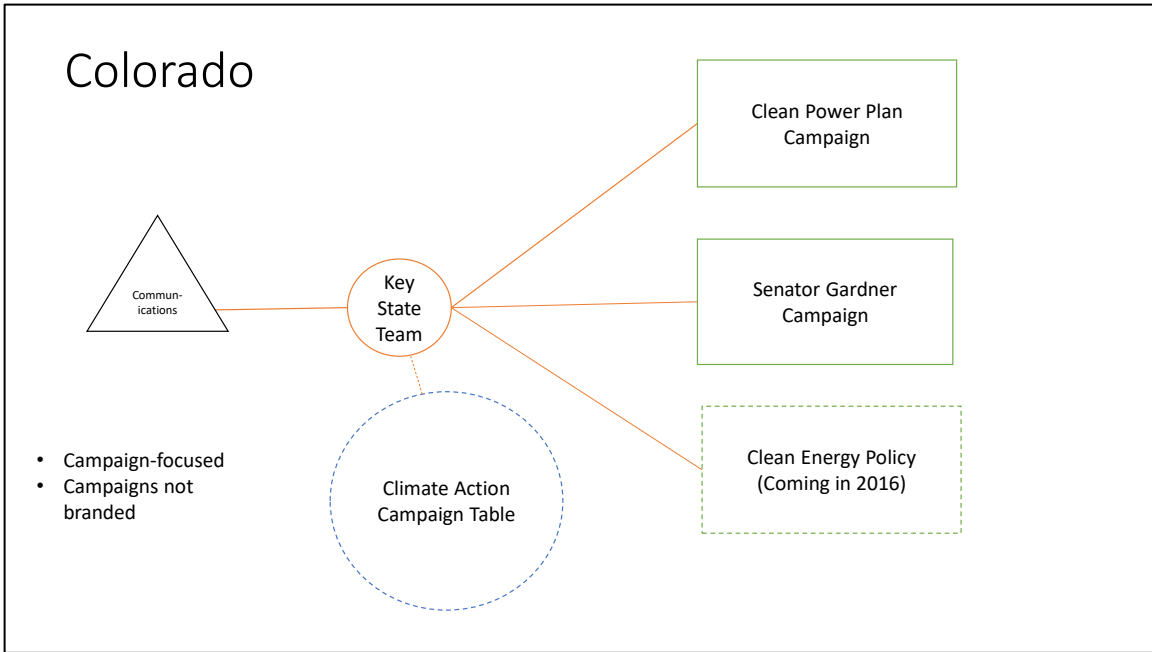 Colorado
Clean Power Plan
Campaign
Commun-
ications
Key
State
Team
Senator Gardner
Campaign
• Campaign-focused
• Campaigns not
branded
Climate Action
Campaign Table
Clean Energy Policy
(Coming in 2016)